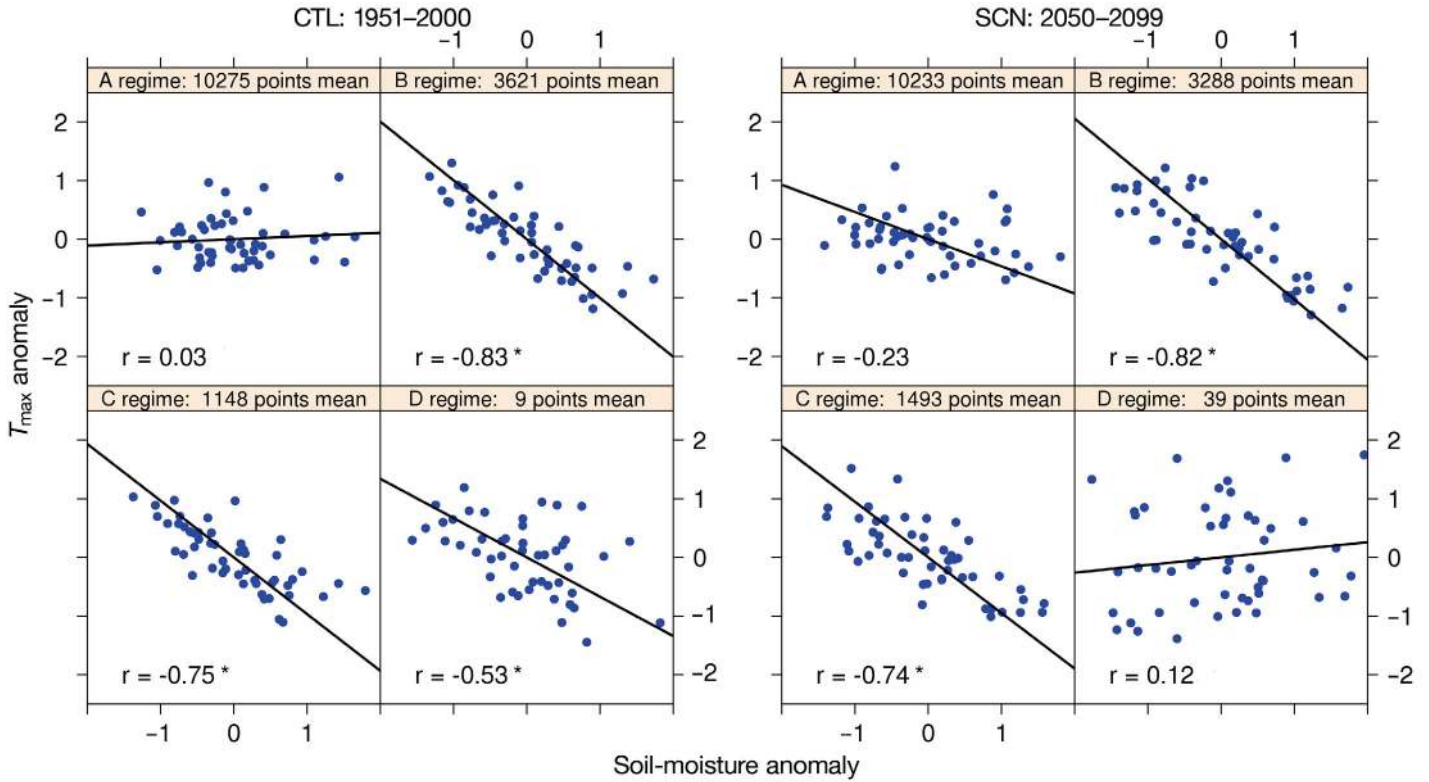 CTL: 1951–2000
SCN: 2050–2099
−1 0 1
−1 0 1
A regime: 10275 points mean
B regime: 3621 points mean
A regime: 10233 points mean
B regime: 3288 points mean
2
1
0
−1
−2
2
1
0
−1
−2
r = 0.03
r = -0.83 *
r = -0.23
r = -0.82 *
Tmax anomaly
C regime: 1148 points mean
D regime: 9 points mean
C regime: 1493 points mean
D regime: 39 points mean
2
1
0
−1
−2
2
1
0
−1
−2
r = -0.75 *
r = -0.53 *
r = -0.74 *
r = 0.12
−1 0 1
−1 0 1
Soil-moisture anomaly